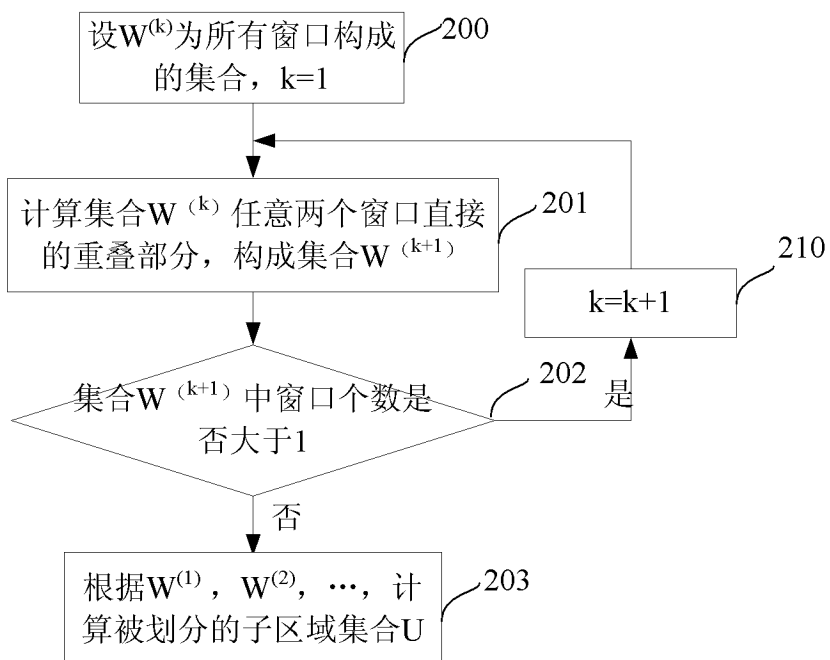 设W⁽ᵏ⁾为所有窗口构成
的集合，k=1
200
计算集合W（k）任意两个窗口直接
的重叠部分，构成集合W（k+1）
201
k=k+1
210
集合W（k+1）中窗口个数是
否大于1
202
是
否
根据W⁽¹⁾，W⁽²⁾，…，计
算被划分的子区域集合U
203